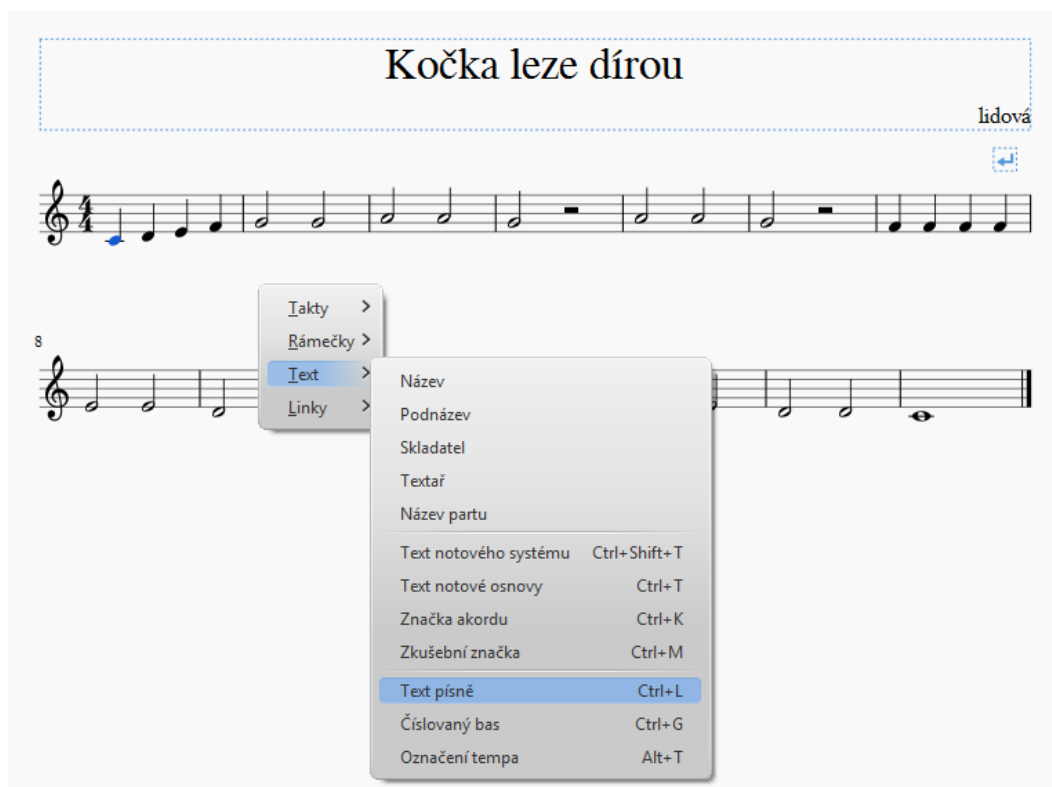 Kočka leze dírou
lidová
4
4
8
Takty
Rámečky
Text
Linky
Název
Podnázev
Skladatel
Textař
Název partu
Text notového systému Ctrl+Shift+T
Text notové osnovy Ctrl+T
Značka akordu Ctrl+K
Zkušební značka Ctrl+M
Text písně Ctrl+L
Číslovaný bas Ctrl+G
Označení tempa Alt+T